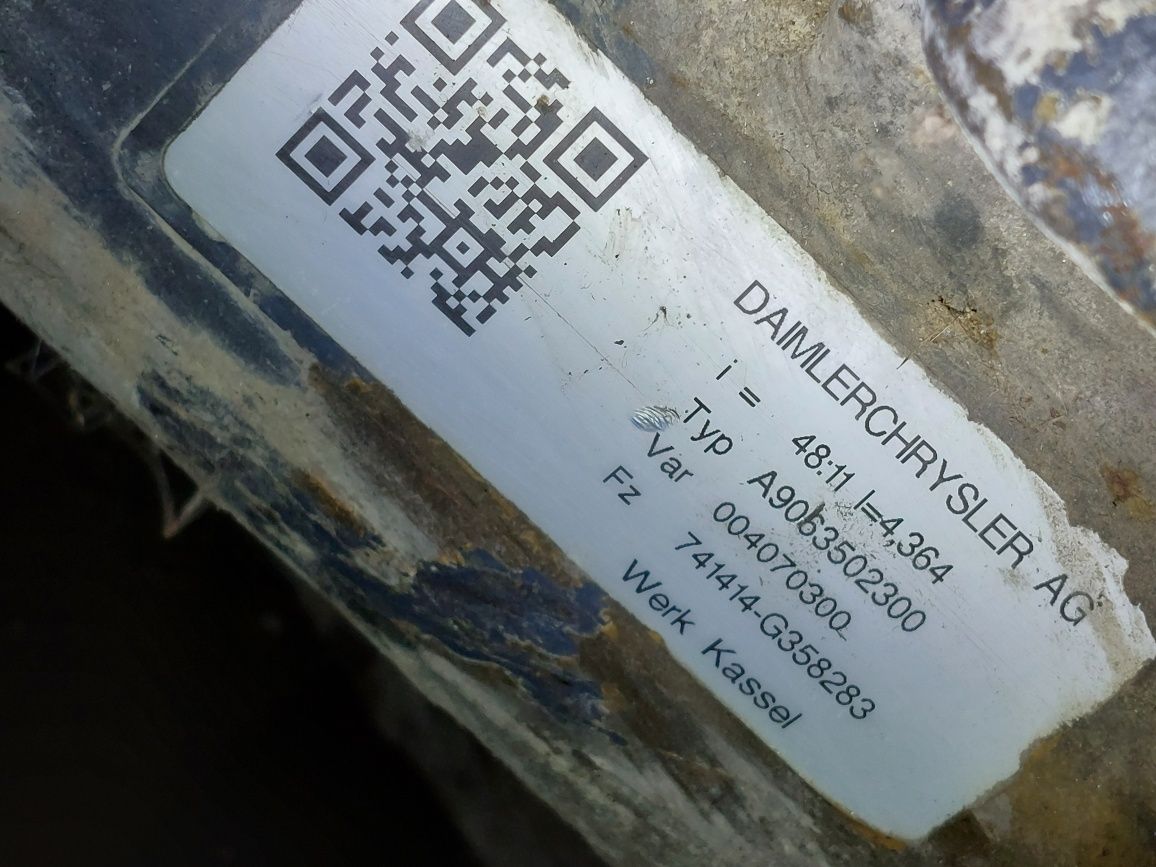 DAIMLERCHRYSLER AG
i = 48:11 I=4,364
Typ A9063502300
Var 004070300
Fz 741414-G358283
Werk Kassel